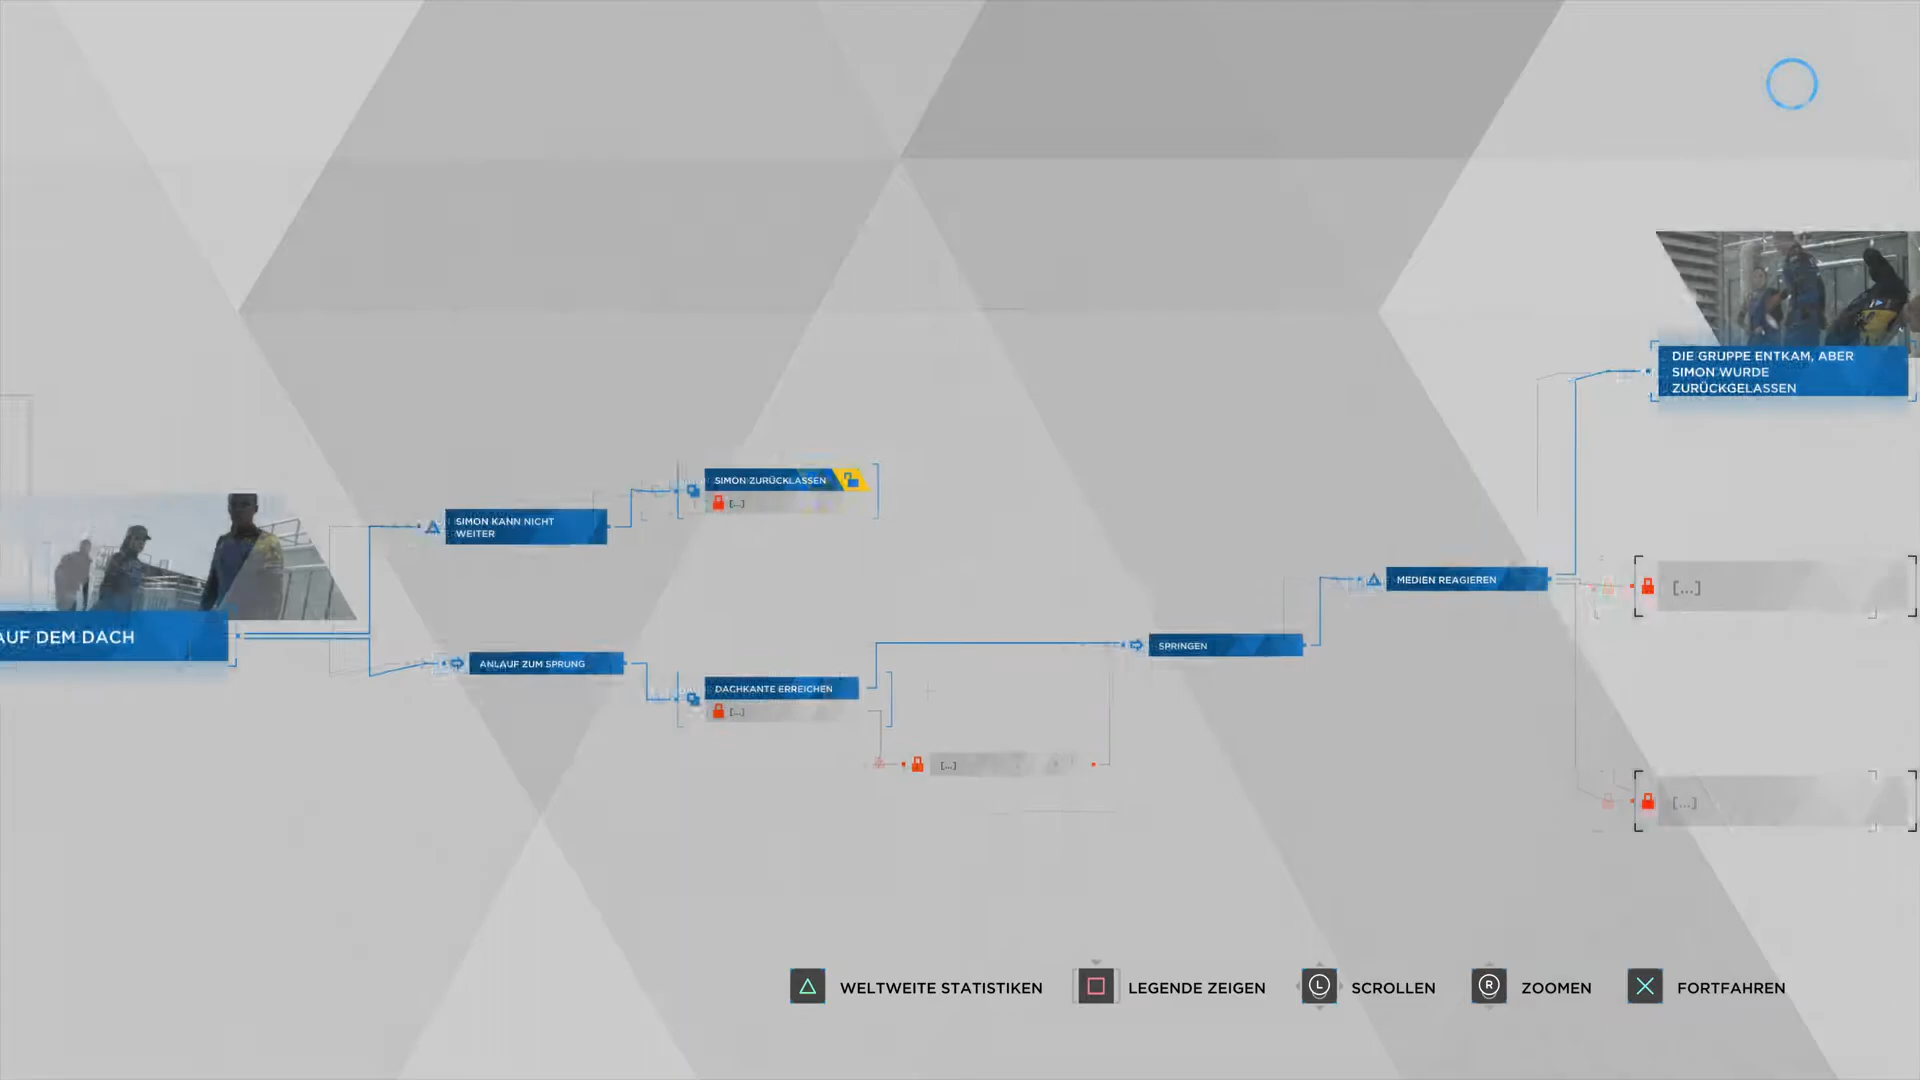 DIE GRUPPE ENTKAM, ABER
SIMON WURDE
ZURÜCKGELASSEN
SIMON ZURÜCKLASSEN
[...]
SIMON KANN NICHT
WEITER
MEDIEN REAGIEREN
[...]
AUF DEM DACH
SPRINGEN
ANLAUF ZUM SPRUNG
DACHKANTE ERREICHEN
[...]
[...]
[...]
WELTWEITE STATISTIKEN
LEGENDE ZEIGEN
L SCROLLEN
R ZOOMEN
FORTFAHREN